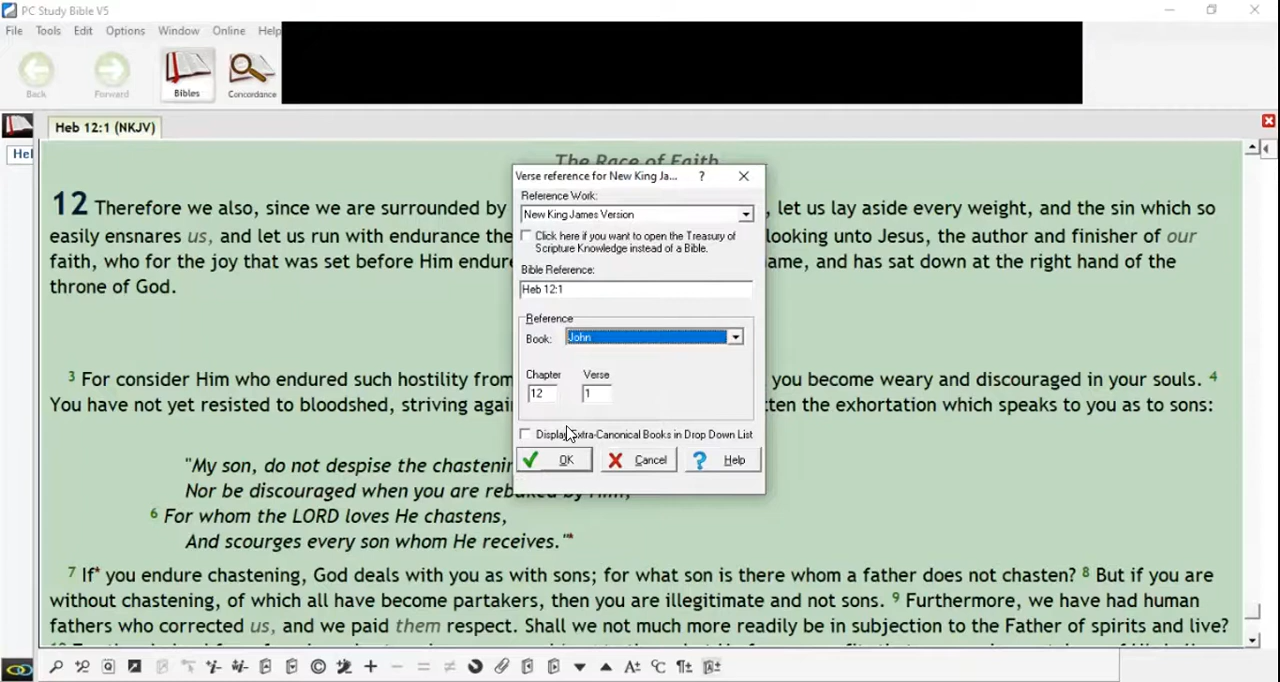 PC Study Bible V5
File Tools Edit Options Window Online Help
Back Forward Bibles Concordance
Heb 12:1 (NKJV)
Hel
The Race of Faith
12 Therefore we also, since we are surrounded by , let us lay aside every weight, and the sin which so
easily ensnares us, and let us run with endurance the looking unto Jesus, the author and finisher of our
faith, who for the joy that was set before Him endure ame, and has sat down at the right hand of the
throne of God.
3 For consider Him who endured such hostility from you become weary and discouraged in your souls. 4
You have not yet resisted to bloodshed, striving agai tten the exhortation which speaks to you as to sons:
"My son, do not despise the chasteni
Nor be discouraged when you are rebuked by Him;
6 For whom the LORD loves He chastens,
And scourges every son whom He receives."*
7 If* you endure chastening, God deals with you as with sons; for what son is there whom a father does not chasten? 8 But if you are
without chastening, of which all have become partakers, then you are illegitimate and not sons. 9 Furthermore, we have had human
fathers who corrected us, and we paid them respect. Shall we not much more readily be in subjection to the Father of spirits and live?
Verse reference for New King Ja... ?
Reference Work:
New King James Version
Click here if you want to open the Treasury of
Scripture Knowledge instead of a Bible.
Bible Reference:
Heb 12:1
Reference
Book: John
Chapter Verse
12 1
Display Extra-Canonical Books in Drop Down List
OK Cancel ? Help